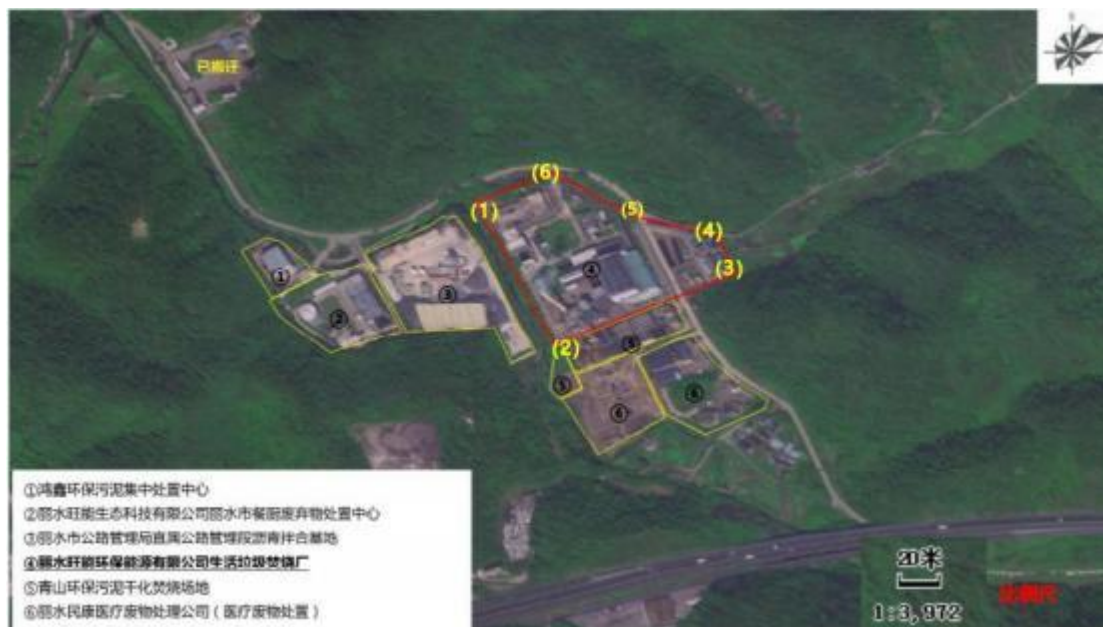 已搬迁
(6)
(1)
(5)
(4)
(3)
①
④
③
②
(2)
⑤
⑤
⑥
⑥
①鸿鑫环保污泥集中处置中心
②丽水旺能生态科技有限公司丽水市餐厨废弃物处置中心
③丽水市公路管理局直属公路管理段沥青拌合基地
④丽水旺能环保能源有限公司生活垃圾焚烧厂
⑤青山环保污泥干化焚烧场地
⑥丽水民康医疗废物处理公司（医疗废物处置）
20米
1:3,972
比例尺